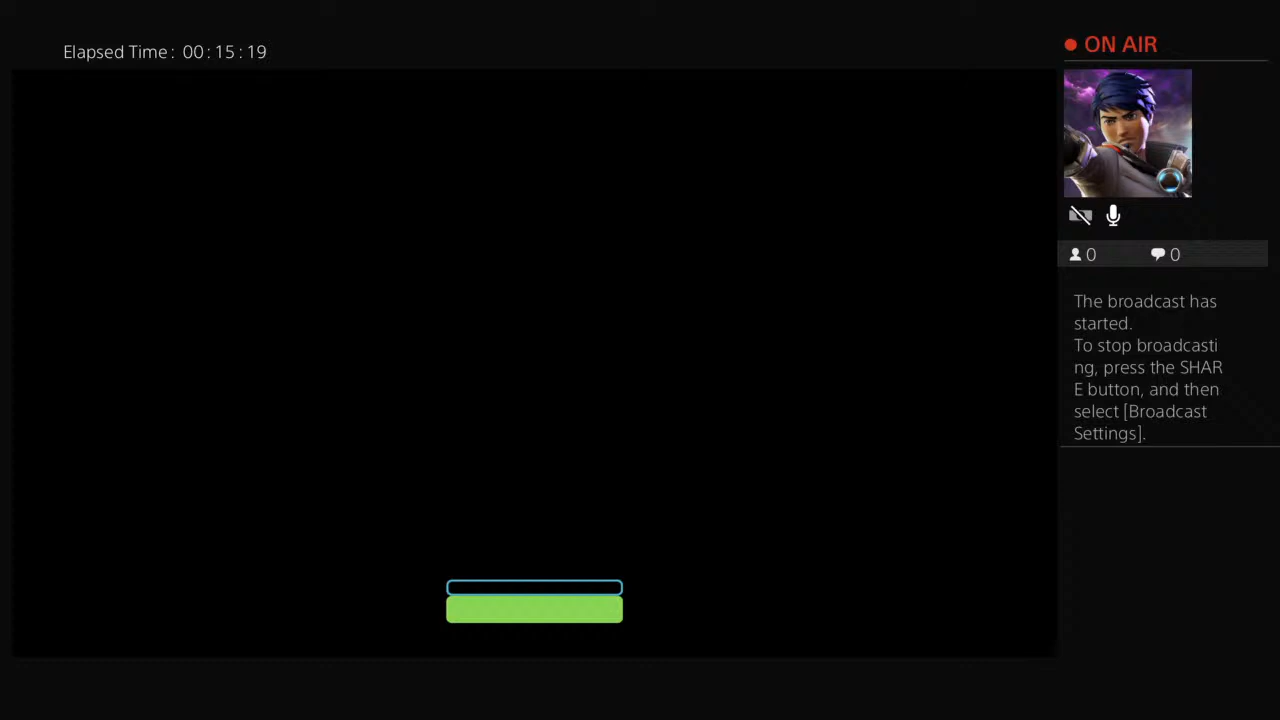 Elapsed Time: 00:15:19
ON AIR
0 0
The broadcast has
started.
To stop broadcasti
ng, press the SHAR
E button, and then
select [Broadcast
Settings].